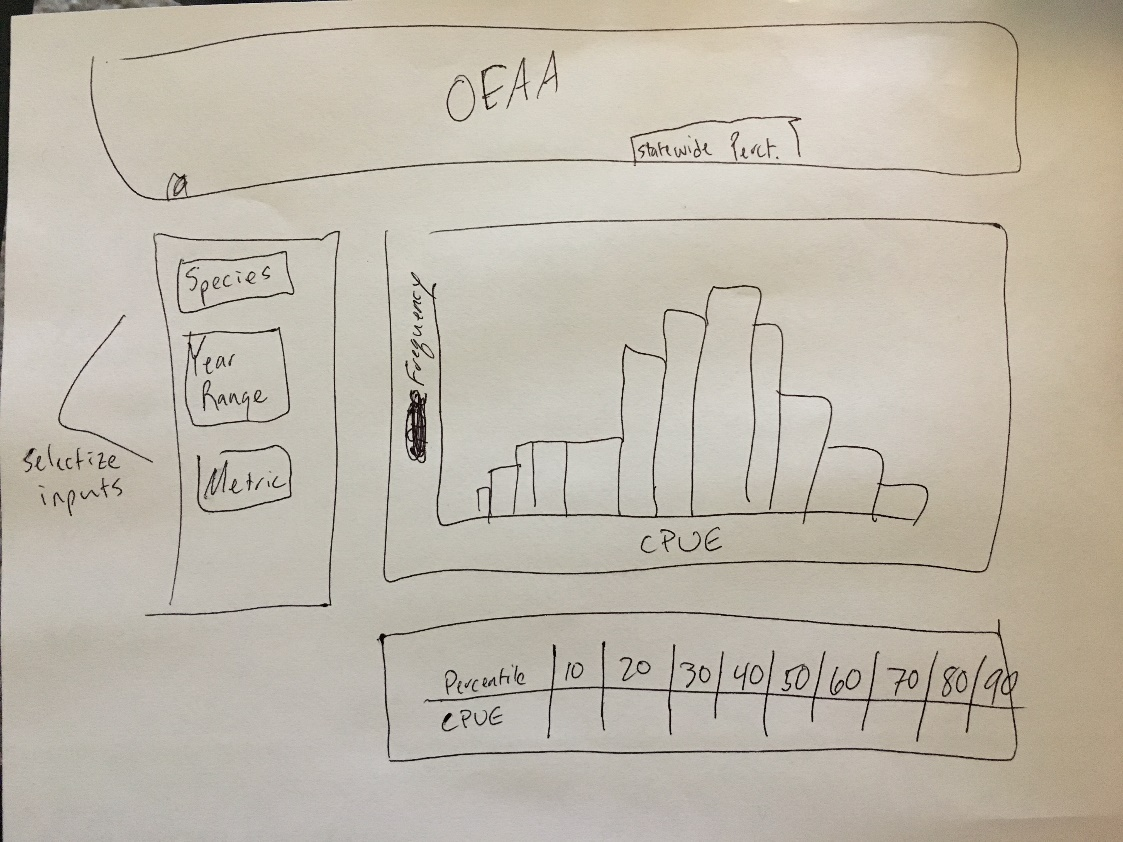 OEAA
statewide Perct.
Species
Year
Range
Metric
Selectize
inputs
Frequency
CPUE
Percentile 10 20 30 40 50 60 70 80 90
CPUE